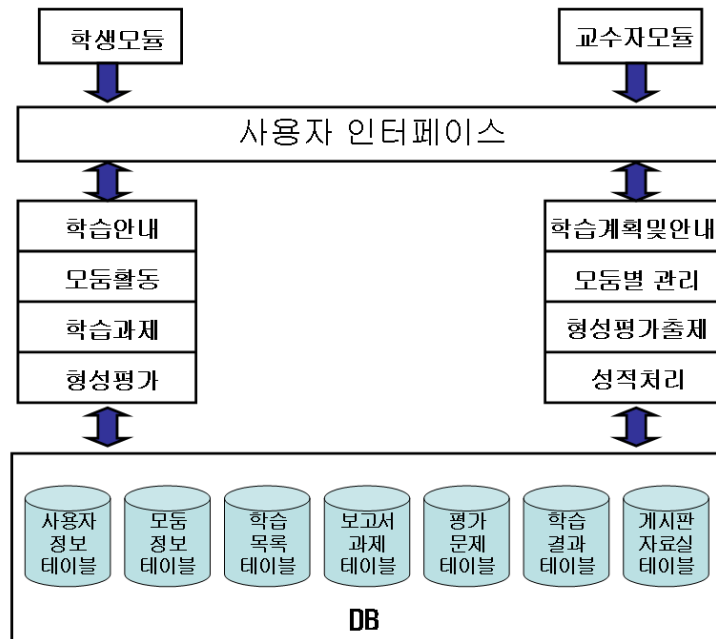 학생모듈
교수자모듈
사용자 인터페이스
학습안내
모둠활동
학습과제
형성평가
학습계획및안내
모둠별 관리
형성평가출제
성적처리
사용자
정보
테이블
모둠
정보
테이블
학습
목록
테이블
보고서
과제
테이블
평가
문제
테이블
학습
결과
테이블
게시판
자료실
테이블
DB